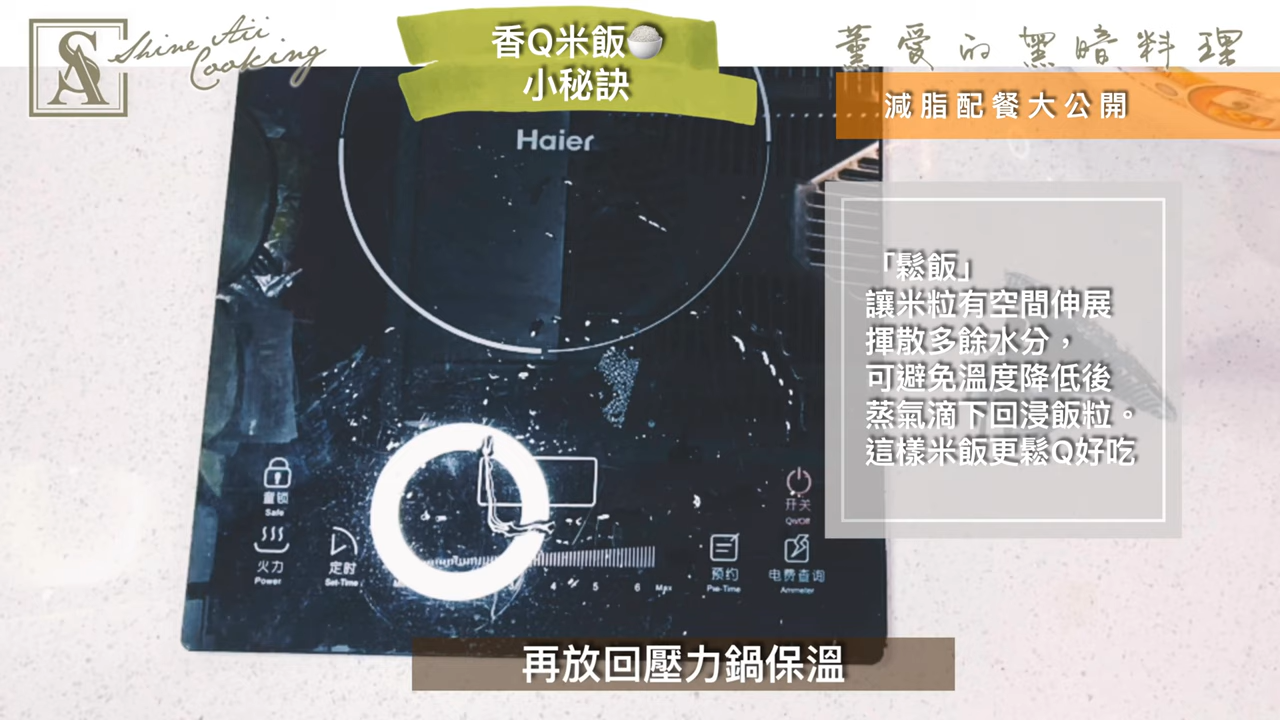 SA
Shine Aii
Cooking
香Q米飯🍚
小秘訣
薰愛的黑暗料理
減脂配餐大公開
Haier
「鬆飯」
讓米粒有空間伸展
揮散多餘水分，
可避免溫度降低後
蒸氣滴下回浸飯粒。
這樣米飯更鬆Q好吃
童锁
Safe
火力
Power
定时
Set-Time
4 5 6 Max
预约
Pre-Time
开关
On/Off
电费查询
Ammeter
再放回壓力鍋保溫